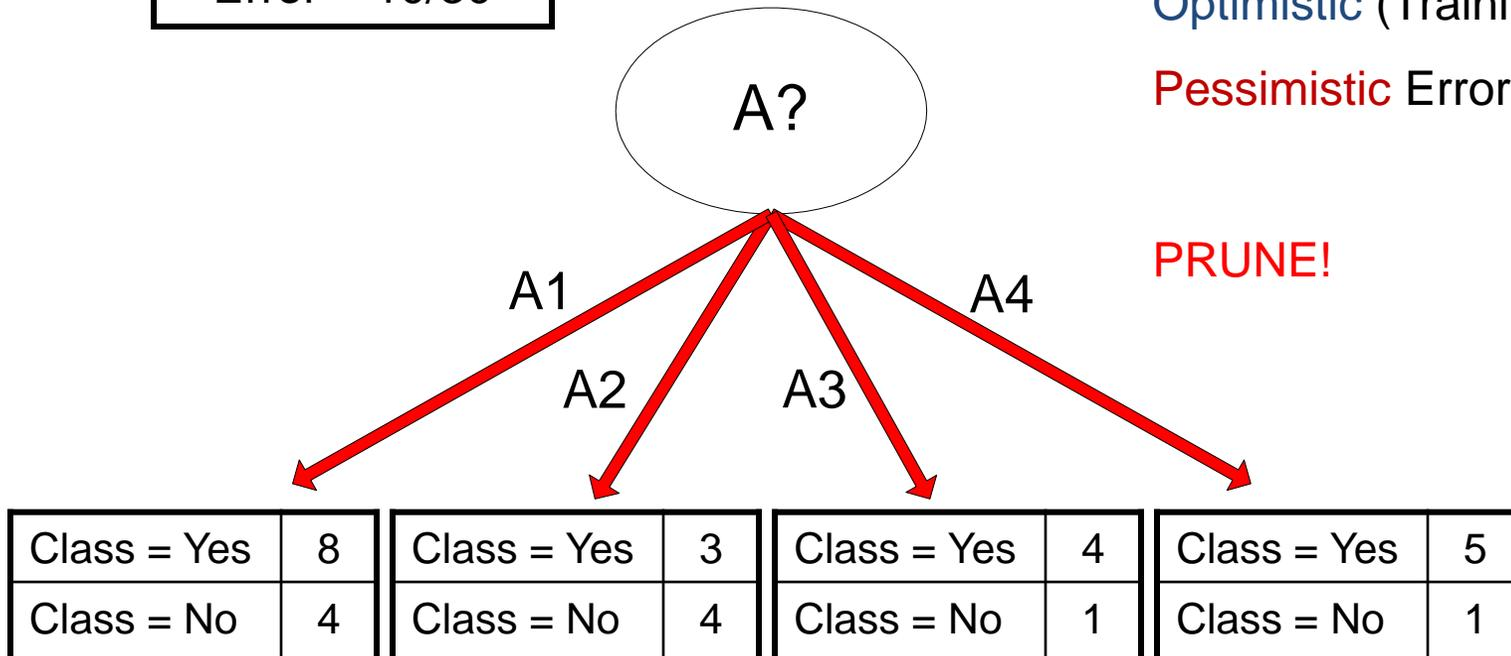 Optimistic
A?
Pessimistic Error
PRUNE!
A1
A4
A2
A3
Class = Yes 8 Class = Yes 3 Class = Yes 4 Class = Yes 5
Class = No 4 Class = No 4 Class = No 1 Class = No 1